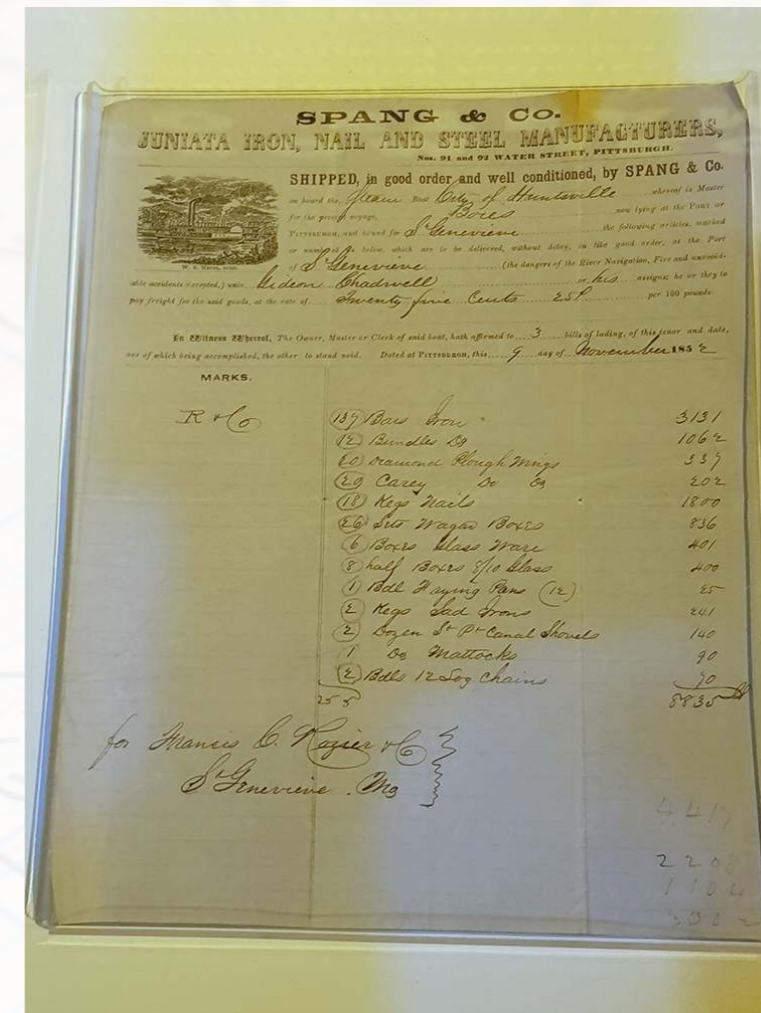 SPANG & CO.
JUNIATA IRON, NAIL AND STEEL MANUFACTURERS,
Nos. 91 and 92 WATER STREET, PITTSBURGH.
SHIPPED, in good order and well conditioned, by SPANG & Co.
on board the Steam Boat City of Huntsville whereof is Master
for the present voyage, Bores now lying at the Port of
PITTSBURGH, and bound for St Genevieve the following articles, marked
or numbered as below, which are to be delivered, without delay, in like good order, at the Port
of St Genevieve (the dangers of the River Navigation, Fire and unavoid-
able accidents excepted,) unto Gideon Chadwell or his assigns; he or they to
pay freight for the said goods, at the rate of Twenty five Cents 25¢ per 100 pounds.
In Witness Whereof, The Owner, Master or Clerk of said boat, hath affirmed to 3 bills of lading, of this tenor and date,
one of which being accomplished, the other to stand void. Dated at PITTSBURGH, this 9 day of November 1852
MARKS.
R & Co 137 Bars Iron 3131
12 Bundles Do 1062
20 Diamond Plough Wings 337
20 Carey Do Do 202
18 Kegs Nails 1800
26 Sets Wagan Boxes 836
6 Boxes Glass Ware 401
8 half Boxes 8/10 Glass 400
1 Bdl Faying Pans (12) 25
2 Kegs Sad Irons 241
2 Dozen St Pt Canal Shovels 140
1 Do Mattocks 90
2 Bdls 12 Log Chains 70
255 8835
for Francis C. Rozier & Co
St Genevieve. Mo
441
220
110